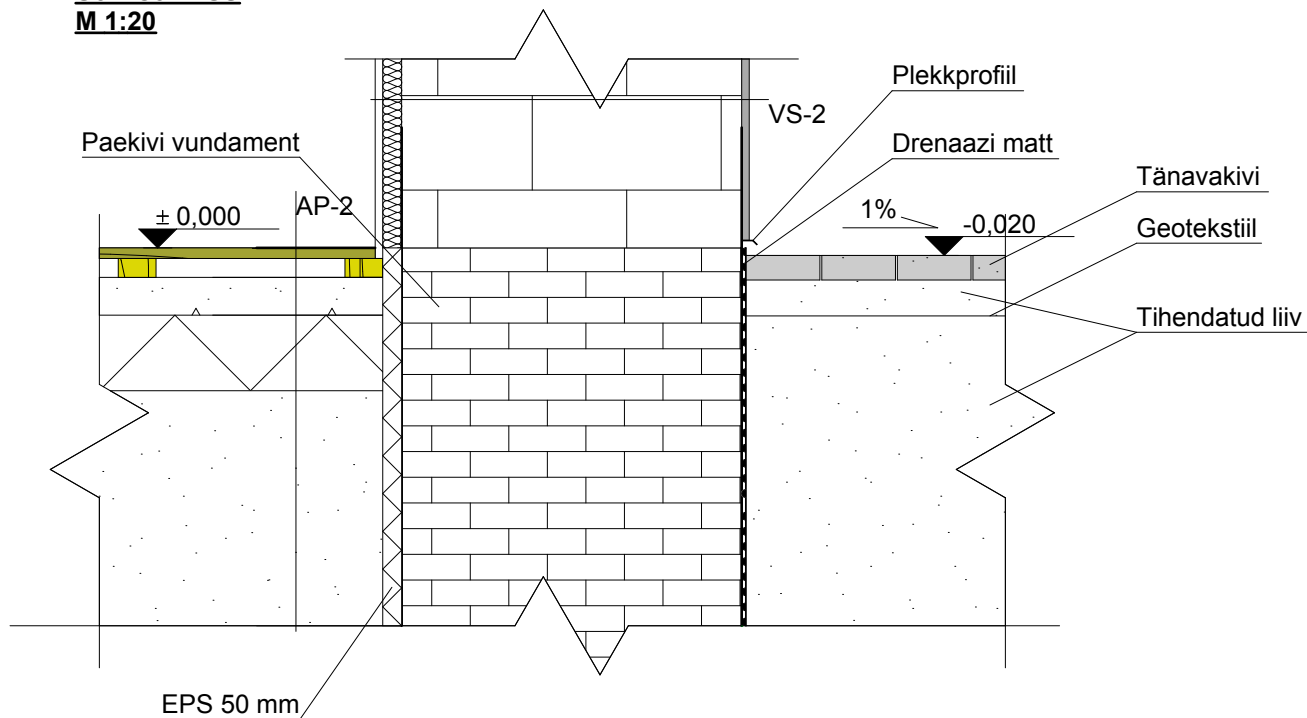 M 1:20
Plekkprofiil
VS-2
Paekivi vundament
Drenaazi matt
Tänavakivi
AP-2
± 0,000
1%
-0,020
Geotekstiil
Tihendatud liiv
EPS 50 mm